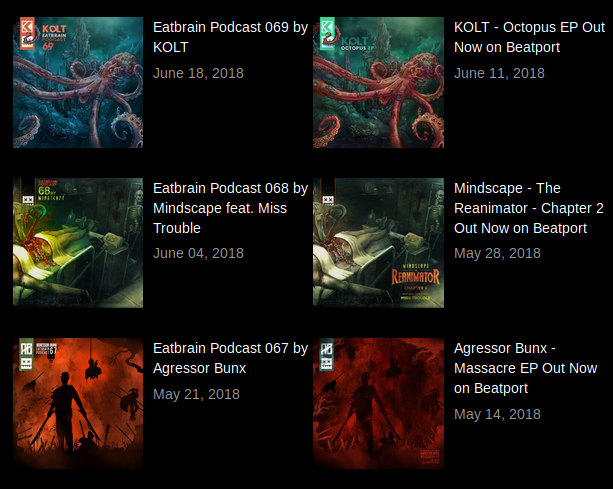 KOLT
EATBRAIN
PODCAST
69
Eatbrain Podcast 069 by
KOLT
June 18, 2018
KOLT
OCTOPUS EP
KOLT - Octopus EP Out
Now on Beatport
June 11, 2018
68 BY
MINDSCAPE
Eatbrain Podcast 068 by
Mindscape feat. Miss
Trouble
June 04, 2018
MINDSCAPE
REANIMATOR
CHAPTER 2
MISS TROUBLE
Mindscape - The
Reanimator - Chapter 2
Out Now on Beatport
May 28, 2018
AGRESSOR BUNX
EATBRAIN
PODCAST 67
Eatbrain Podcast 067 by
Agressor Bunx
May 21, 2018
Agressor Bunx -
Massacre EP Out Now
on Beatport
May 14, 2018